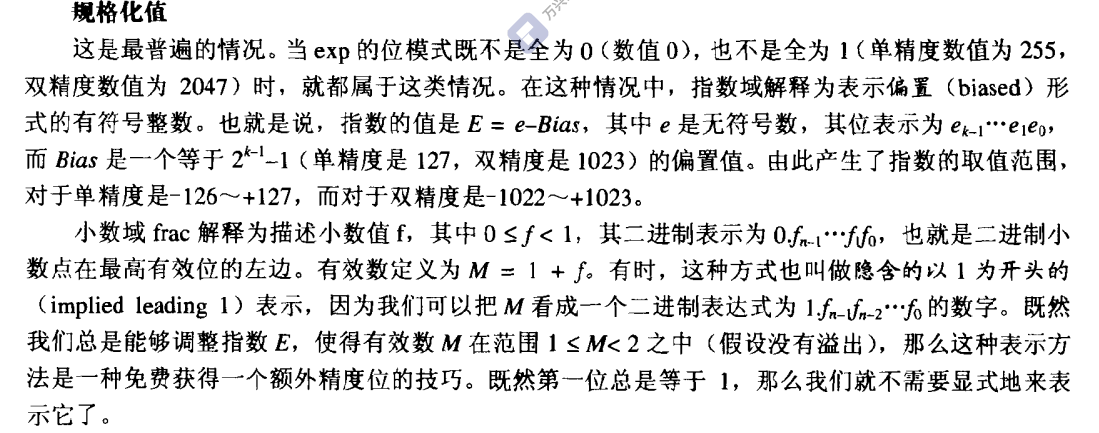 规格化值
万兴
这是最普遍的情况。当 exp 的位模式既不是全为 0（数值 0），也不是全为 1（单精度数值为 255，
双精度数值为 2047）时，就都属于这类情况。在这种情况中，指数域解释为表示偏置（biased）形
式的有符号整数。也就是说，指数的值是 E = e–Bias，其中 e 是无符号数，其位表示为 eₖ₋₁…e₁e₀，
而 Bias 是一个等于 2ᵏ⁻¹–1（单精度是 127，双精度是 1023）的偏置值。由此产生了指数的取值范围，
对于单精度是-126～+127，而对于双精度是-1022～+1023。
小数域 frac 解释为描述小数值 f，其中 0 ≤ f < 1，其二进制表示为 0.fₙ₋₁…f₁f₀，也就是二进制小
数点在最高有效位的左边。有效数定义为 M = 1 + f。有时，这种方式也叫做隐含的以 1 为开头的
（implied leading 1）表示，因为我们可以把 M 看成一个二进制表达式为 1.fₙ₋₁fₙ₋₂…f₀ 的数字。既然
我们总是能够调整指数 E，使得有效数 M 在范围 1 ≤ M< 2 之中（假设没有溢出），那么这种表示方
法是一种免费获得一个额外精度位的技巧。既然第一位总是等于 1，那么我们就不需要显式地来表
示它了。